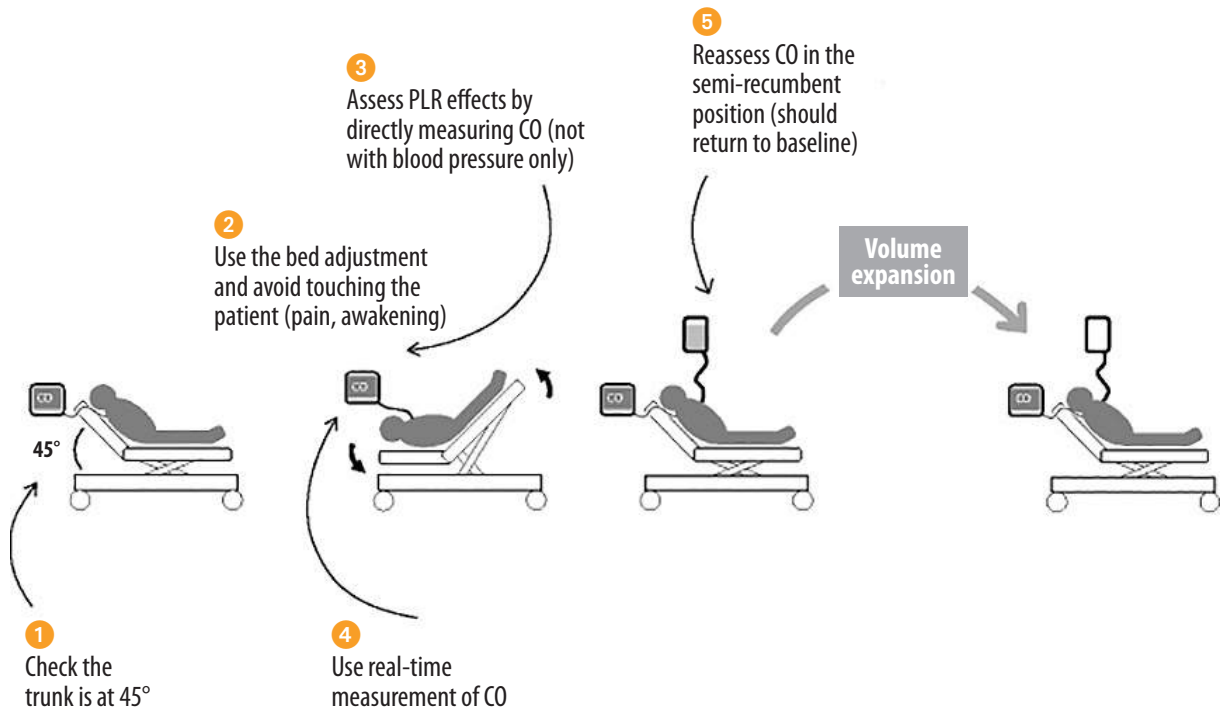 1
Check the
trunk is at 45°
2
Use the bed adjustment
and avoid touching the
patient (pain, awakening)
3
Assess PLR effects by
directly measuring CO (not
with blood pressure only)
4
Use real-time
measurement of CO
5
Reassess CO in the
semi-recumbent
position (should
return to baseline)
Volume
expansion
CO
45°
CO
CO
CO